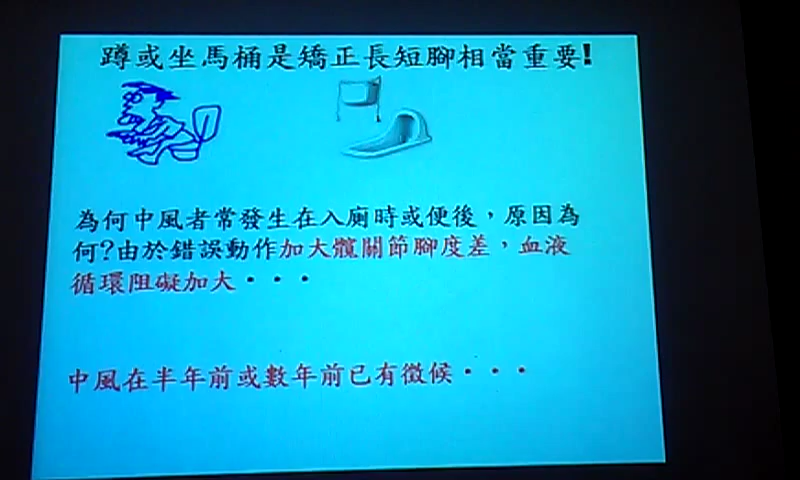 蹲或坐馬桶是矯正長短腳相當重要!
為何中風者常發生在入廁時或便後，原因為
何?由於錯誤動作加大髖關節腳度差，血液
循環阻礙加大・・・
中風在半年前或數年前已有徵候・・・